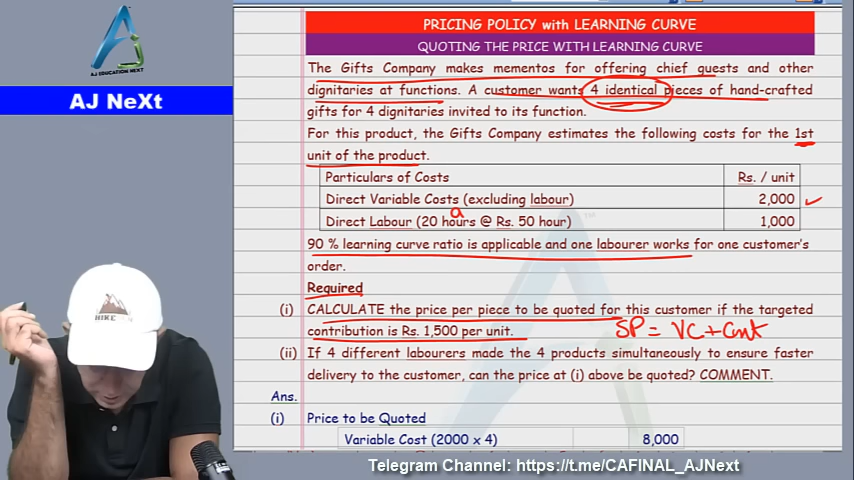 PRICING POLICY with LEARNING CURVE
QUOTING THE PRICE WITH LEARNING CURVE
The Gifts Company makes mementos for offering chief guests and other
dignitaries at functions. A customer wants 4 identical pieces of hand-crafted
gifts for 4 dignitaries invited to its function.
For this product, the Gifts Company estimates the following costs for the 1st
unit of the product.
Particulars of Costs Rs. / unit
Direct Variable Costs (excluding labour) 2,000
a
Direct Labour (20 hours @ Rs. 50 hour) 1,000
90 % learning curve ratio is applicable and one labourer works for one customer's
order.
Required
(i) CALCULATE the price per piece to be quoted for this customer if the targeted
contribution is Rs. 1,500 per unit.
SP = VC + Cont
(ii) If 4 different labourers made the 4 products simultaneously to ensure faster
delivery to the customer, can the price at (i) above be quoted? COMMENT.
Ans.
(i) Price to be Quoted
Variable Cost (2000 x 4) 8,000
AJ EDUCATION NEXT
AJ NeXt
HIKE
Telegram Channel: https://t.me/CAFINAL_AJNext